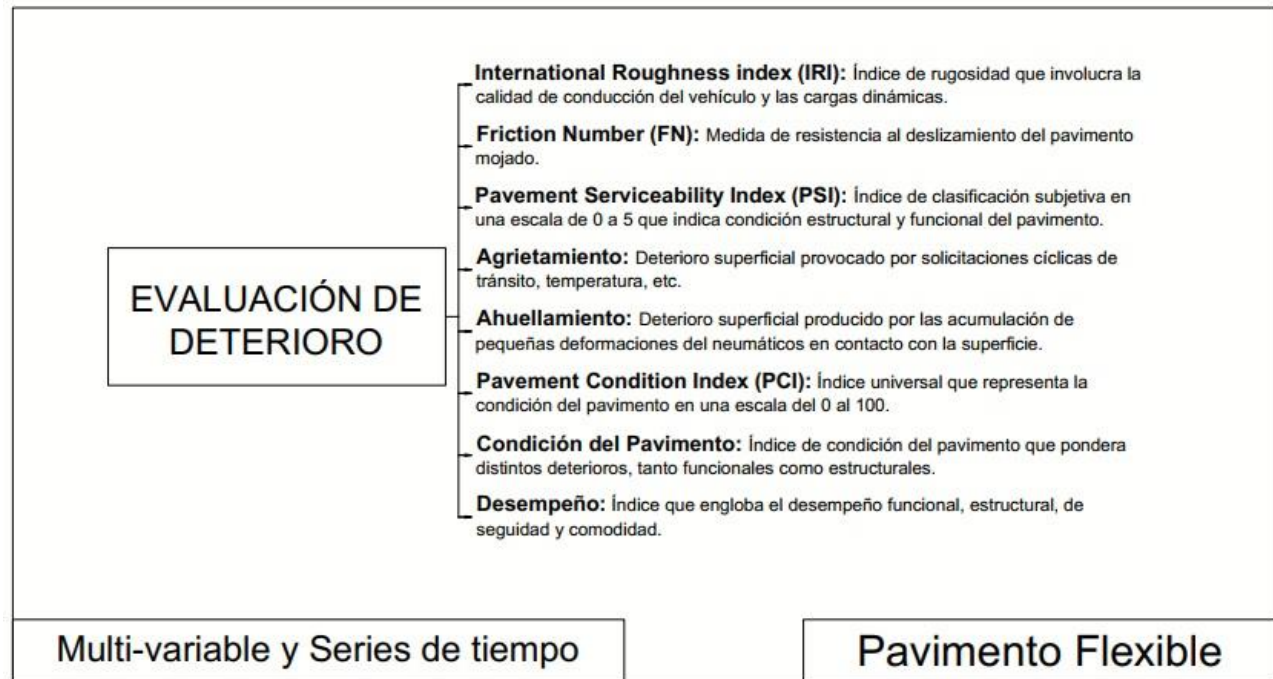 International Roughness index (IRI): Índice de rugosidad que involucra la
calidad de conducción del vehículo y las cargas dinámicas.
Friction Number (FN): Medida de resistencia al deslizamiento del pavimento
mojado.
Pavement Serviceability Index (PSI): Índice de clasificación subjetiva en
una escala de 0 a 5 que indica condición estructural y funcional del pavimento.
Agrietamiento: Deterioro superficial provocado por solicitaciones cíclicas de
tránsito, temperatura, etc.
EVALUACIÓN DE
DETERIORO
Ahuellamiento: Deterioro superficial producido por las acumulación de
pequeñas deformaciones del neumáticos en contacto con la superficie.
Pavement Condition Index (PCI): Índice universal que representa la
condición del pavimento en una escala del 0 al 100.
Condición del Pavimento: Índice de condición del pavimento que pondera
distintos deterioros, tanto funcionales como estructurales.
Desempeño: Índice que engloba el desempeño funcional, estructural, de
seguidad y comodidad.
Multi-variable y Series de tiempo
Pavimento Flexible